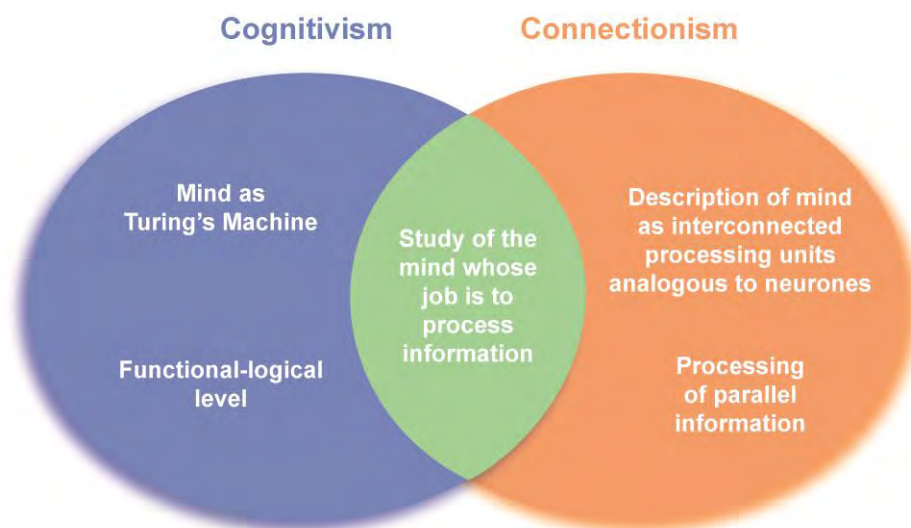 Cognitivism
Connectionism
Mind as
Turing's Machine
Functional-logical
level
Study of the
mind whose
job is to
process
information
Description of mind
as interconnected
processing units
analogous to neurones
Processing
of parallel
information